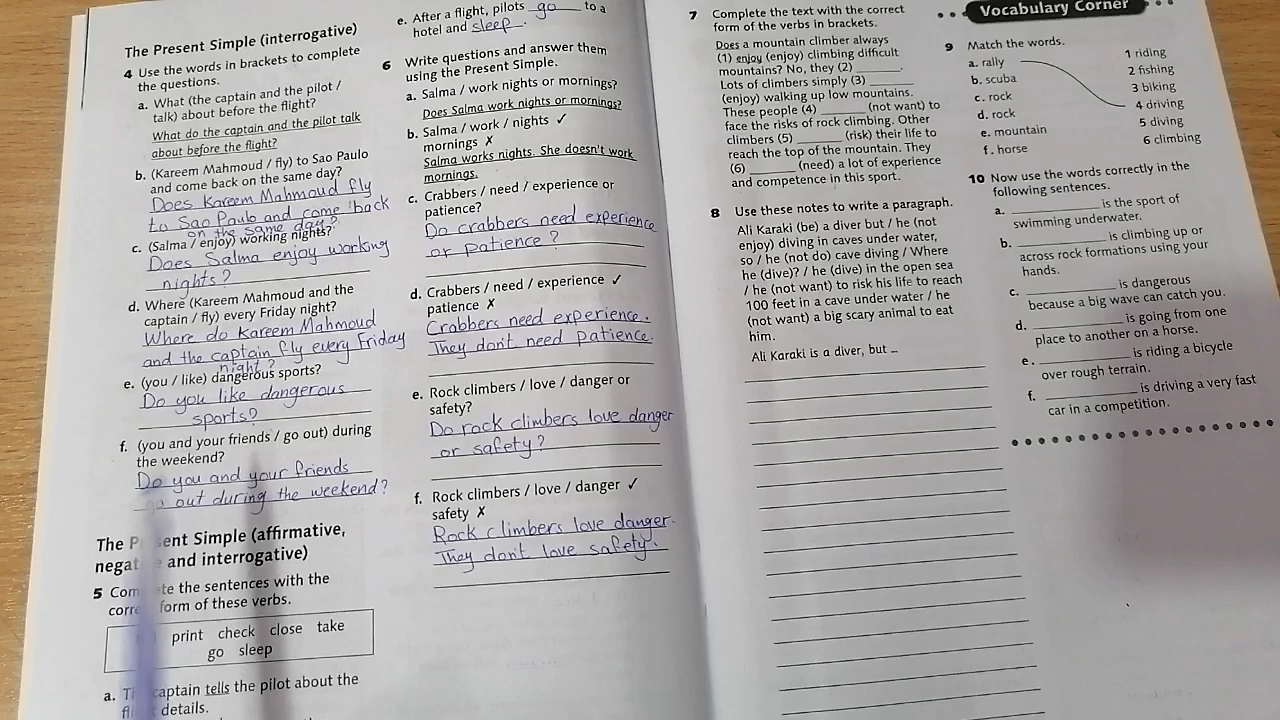 The Present Simple (interrogative)
4 Use the words in brackets to complete
the questions.
a. What (the captain and the pilot /
talk) about before the flight?
What do the captain and the pilot talk
about before the flight?
b. (Kareem Mahmoud / fly) to Sao Paulo
and come back on the same day?
Does Kareem Mahmoud fly
to Sao Paulo and come back
on the same day?
c. (Salma / enjoy) working nights?
Does Salma enjoy working
nights?
d. Where (Kareem Mahmoud and the
captain / fly) every Friday night?
Where do Kareem Mahmoud
and the captain fly every Friday
night?
e. (you / like) dangerous sports?
Do you like dangerous
sports?
f. (you and your friends / go out) during
the weekend?
Do you and your friends
go out during the weekend?
The Present Simple (affirmative,
negative and interrogative)
5 Complete the sentences with the
correct form of these verbs.
print check close take
go sleep
a. The captain tells the pilot about the
flight details.
e. After a flight, pilots go to a
hotel and sleep.
6 Write questions and answer them
using the Present Simple.
a. Salma / work nights or mornings?
Does Salma work nights or mornings?
b. Salma / work / nights ✓
mornings ✗
Salma works nights. She doesn't work
mornings.
c. Crabbers / need / experience or
patience?
Do crabbers need experience
or patience?
d. Crabbers / need / experience ✓
patience ✗
Crabbers need experience.
They don't need patience.
e. Rock climbers / love / danger or
safety?
Do rock climbers love danger
or safety?
f. Rock climbers / love / danger ✓
safety ✗
Rock climbers love danger.
They don't love safety.
7 Complete the text with the correct
form of the verbs in brackets.
Does a mountain climber always
(1) enjoy (enjoy) climbing difficult
mountains? No, they (2) ______.
Lots of climbers simply (3) ______
(enjoy) walking up low mountains.
These people (4) ______ (not want) to
face the risks of rock climbing. Other
climbers (5) ______ (risk) their life to
reach the top of the mountain. They
(6) ______ (need) a lot of experience
and competence in this sport.
8 Use these notes to write a paragraph.
Ali Karaki (be) a diver but / he (not
enjoy) diving in caves under water,
so / he (not do) cave diving / Where
he (dive)? / he (dive) in the open sea
/ he (not want) to risk his life to reach
100 feet in a cave under water / he
(not want) a big scary animal to eat
him.
Ali Karaki is a diver, but ...
Vocabulary Corner
9 Match the words.
a. rally 1 riding
b. scuba 2 fishing
c. rock 3 biking
d. rock 4 driving
e. mountain 5 diving
f. horse 6 climbing
10 Now use the words correctly in the
following sentences.
a. ______ is the sport of
swimming underwater.
b. ______ is climbing up or
across rock formations using your
hands.
c. ______ is dangerous
because a big wave can catch you.
d. ______ is going from one
place to another on a horse.
e. ______ is riding a bicycle
over rough terrain.
f. ______ is driving a very fast
car in a competition.